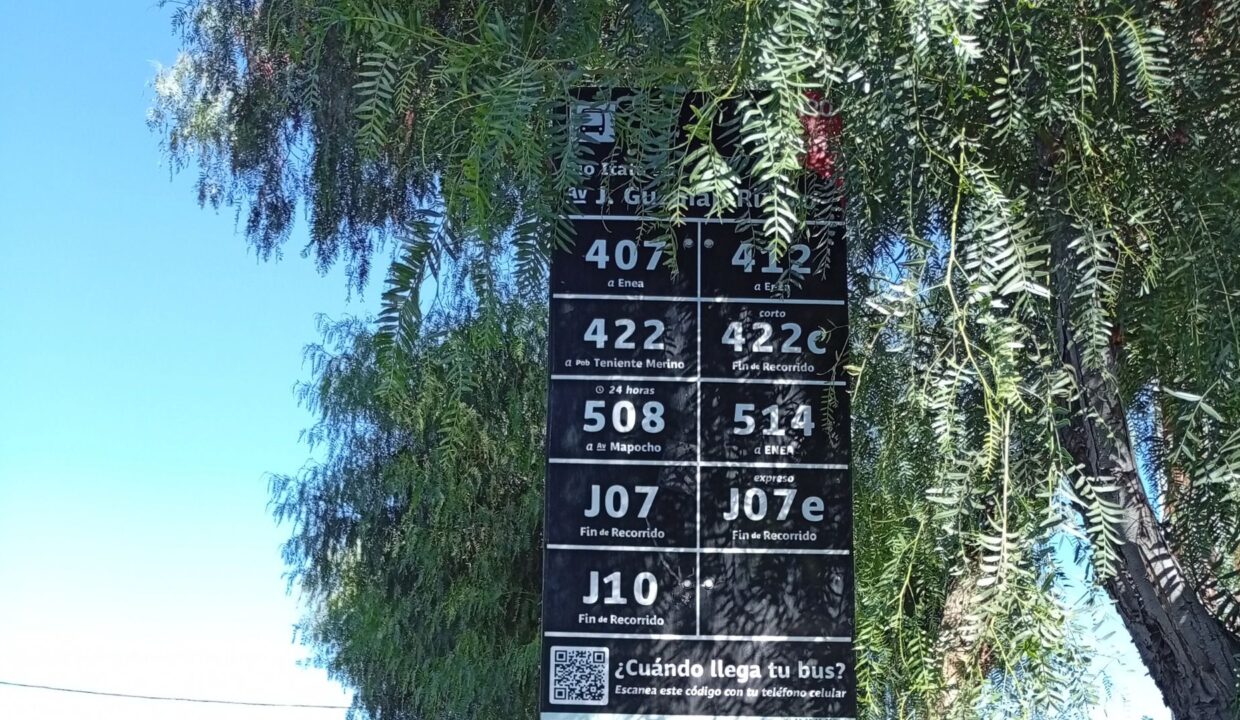 Av J. Guzmán
407 412
a Enea a Enea
corto
422 422c
a Pob Teniente Merino Fin de Recorrido
24 horas
508 514
a Av Mapocho a ENEA
expreso
J07 J07e
Fin de Recorrido Fin de Recorrido
J10
Fin de Recorrido
¿Cuándo llega tu bus?
Escanea este código con tu teléfono celular